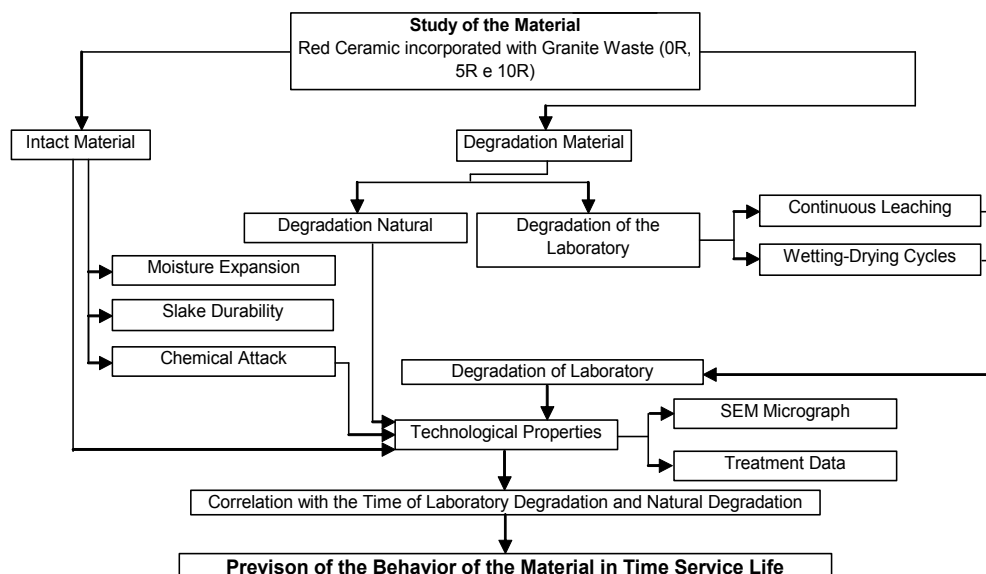 Study of the Material
Red Ceramic incorporated with Granite Waste (0R,
5R e 10R)
Intact Material
Degradation Material
Degradation Natural
Degradation of the
Laboratory
Continuous Leaching
Wetting-Drying Cycles
Moisture Expansion
Slake Durability
Chemical Attack
Degradation of Laboratory
Technological Properties
SEM Micrograph
Treatment Data
Correlation with the Time of Laboratory Degradation and Natural Degradation
Previson of the Behavior of the Material in Time Service Life